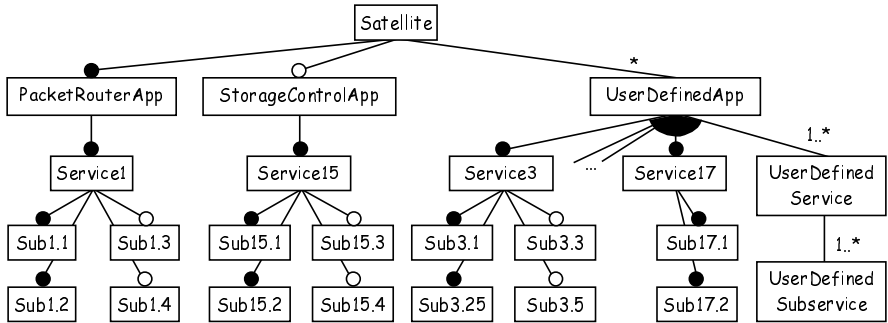 Satellite
*
PacketRouterApp
StorageControlApp
UserDefinedApp
1..*
...
Service1
Service15
Service3
Service17
UserDefined
Service
Sub1.1
Sub1.3
Sub15.1
Sub15.3
Sub3.1
Sub3.3
Sub17.1
1..*
Sub1.2
Sub1.4
Sub15.2
Sub15.4
Sub3.25
Sub3.5
Sub17.2
UserDefined
Subservice